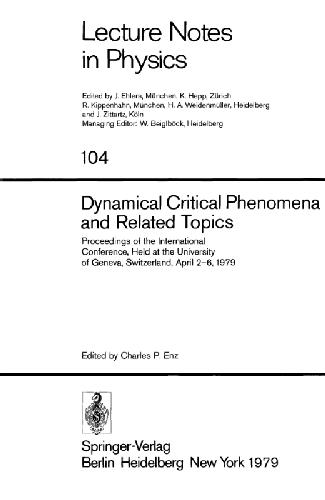 Lecture Notes
in Physics
Edited by J. Ehlers, München, K. Hepp, Zürich
R. Kippenhahn, München, H. A. Weidenmüller, Heidelberg
and J. Zittartz, Köln
Managing Editor: W. Beiglböck, Heidelberg
104
Dynamical Critical Phenomena
and Related Topics
Proceedings of the International
Conference, Held at the University
of Geneva, Switzerland, April 2–6, 1979
Edited by Charles P. Enz
Springer-Verlag
Berlin Heidelberg New York 1979